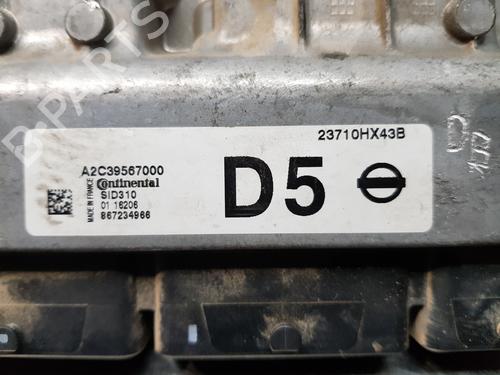 23710HX43B
A2C39567000
Continental
SID310
01 16206
867234966
MADE IN FRANCE
D5
B-PARTS